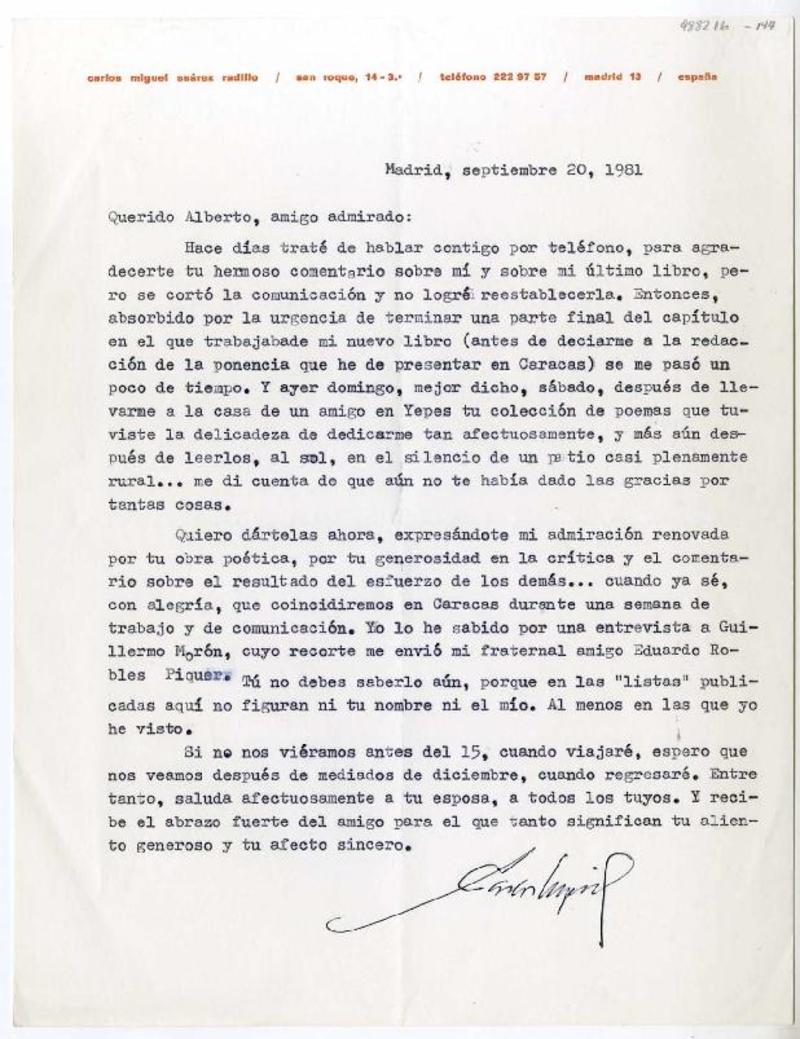 carlos miguel suárez radillo / san roque, 14-3.º / teléfono 222 97 57 / madrid 13 / españa
Madrid, septiembre 20, 1981
Querido Alberto, amigo admirado:
Hace días traté de hablar contigo por teléfono, para agra-
decerte tu hermoso comentario sobre mí y sobre mi último libro, pe-
ro se cortó la comunicación y no logré reestablecerla. Entonces,
absorbido por la urgencia de terminar una parte final del capítulo
en el que trabajabade mi nuevo libro (antes de deciarme a la redac-
ción de la ponencia que he de presentar en Caracas) se me pasó un
poco de tiempo. Y ayer domingo, mejor dicho, sábado, después de lle-
varme a la casa de un amigo en Yepes tu colección de poemas que tu-
viste la delicadeza de dedicarme tan afectuosamente, y más aún des-
pués de leerlos, al sol, en el silencio de un patio casi plenamente
rural... me di cuenta de que aún no te había dado las gracias por
tantas cosas.
Quiero dártelas ahora, expresándote mi admiración renovada
por tu obra poética, por tu generosidad en la crítica y el comenta-
rio sobre el resultado del esfuerzo de los demás... cuando ya sé,
con alegría, que coincidiremos en Caracas durante una semana de
trabajo y de comunicación. Yo lo he sabido por una entrevista a Gui-
llermo Morón, cuyo recorte me envió mi fraternal amigo Eduardo Ro-
bles Piquer. Tú no debes saberlo aún, porque en las "listas" publi-
cadas aquí no figuran ni tu nombre ni el mío. Al menos en las que yo
he visto.
Si no nos viéramos antes del 15, cuando viajaré, espero que
nos veamos después de mediados de diciembre, cuando regresaré. Entre
tanto, saluda afectuosamente a tu esposa, a todos los tuyos. Y reci-
be el abrazo fuerte del amigo para el que tanto significan tu alien-
to generoso y tu afecto sincero.